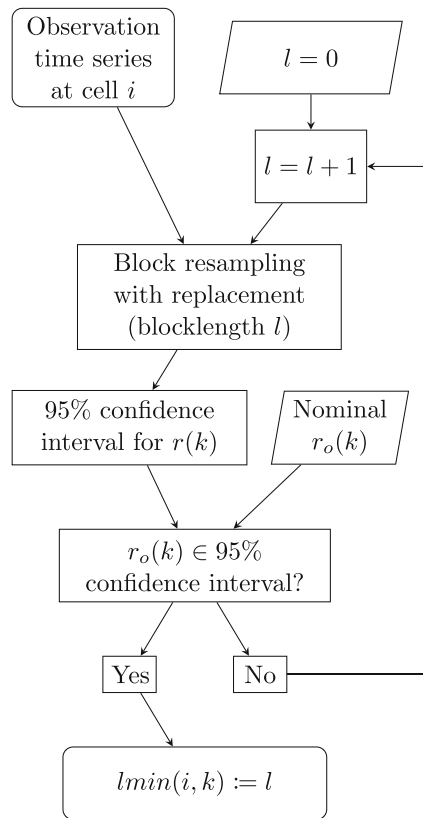 Observation
time series
at cell i
l = 0
l = l + 1
Block resampling
with replacement
(blocklength l)
95% confidence
interval for r(k)
Nominal
r_o(k)
r_o(k) ∈ 95%
confidence interval?
Yes
No
lmin(i, k) := l